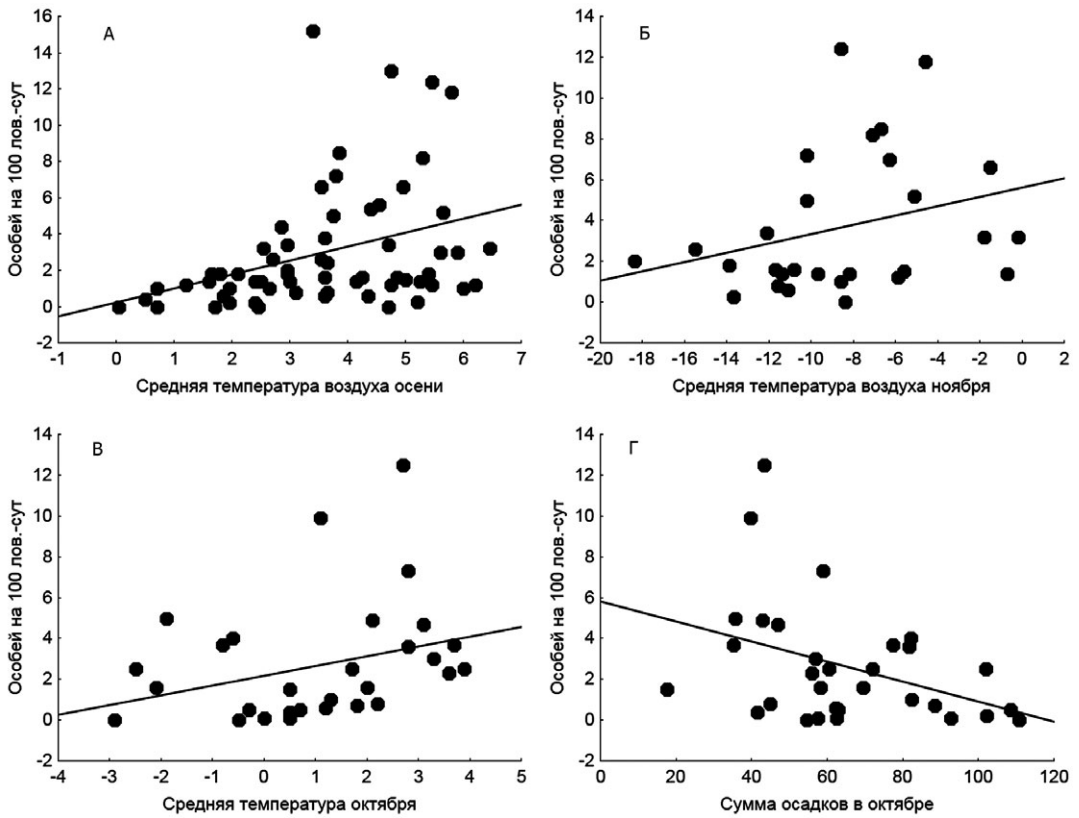 А
Особей на 100 лов.-сут
16
14
12
10
8
6
4
2
0
-2
-1 0 1 2 3 4 5 6 7
Средняя температура воздуха осени
Б
Особей на 100 лов.-сут
14
12
10
8
6
4
2
0
-2
-20 -18 -16 -14 -12 -10 -8 -6 -4 -2 0 2
Средняя температура воздуха ноября
В
Особей на 100 лов.-сут
14
12
10
8
6
4
2
0
-2
-4 -3 -2 -1 0 1 2 3 4 5
Средняя температура октября
Г
Особей на 100 лов.-сут
14
12
10
8
6
4
2
0
-2
0 20 40 60 80 100 120
Сумма осадков в октябре